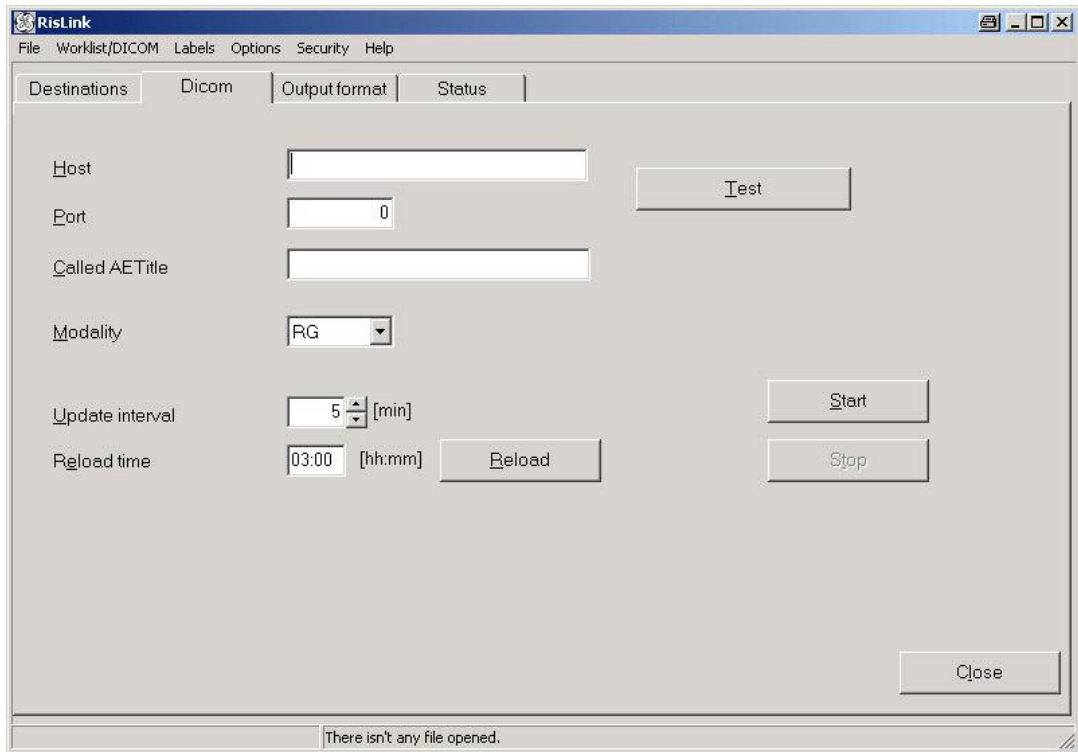 RisLink
File Worklist/DICOM Labels Options Security Help
Destinations Dicom Output format Status
Host
Test
Port 0
Called AETitle
Modality RG
Update interval 5 [min] Start
Reload time 03:00 [hh:mm] Reload Stop
Close
There isn't any file opened.